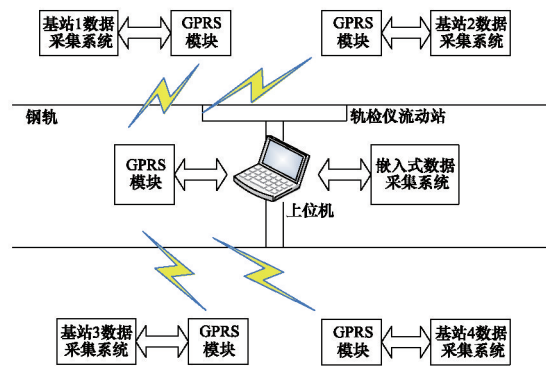 基站1数据
采集系统
GPRS
模块
GPRS
模块
基站2数据
采集系统
钢轨
轨检仪流动站
GPRS
模块
嵌入式数据
采集系统
上位机
基站3数据
采集系统
GPRS
模块
GPRS
模块
基站4数据
采集系统